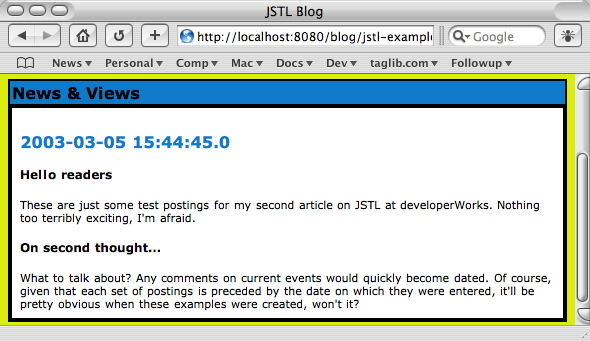 JSTL Blog
http://localhost:8080/blog/jstl-example
Google
News Personal Comp Mac Docs Dev taglib.com Followup
News & Views
2003-03-05 15:44:45.0
Hello readers
These are just some test postings for my second article on JSTL at developerWorks. Nothing
too terribly exciting, I'm afraid.
On second thought...
What to talk about? Any comments on current events would quickly become dated. Of course,
given that each set of postings is preceded by the date on which they were entered, it'll be
pretty obvious when these examples were created, won't it?